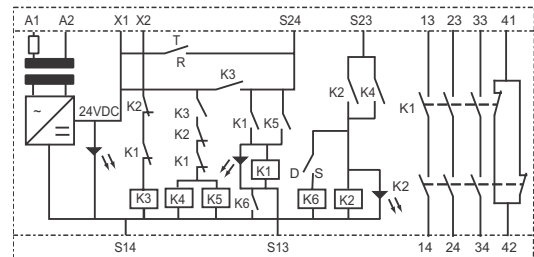 A1 A2 X1 X2 S24 S23 13 23 33 41
T
R
K3
K2 K3 K1 K5 K2 K4 K1
24VDC
~
K2
K1 K1 K1 D S K2
K3 K4 K5 K6 K6 K2
S14 S13 14 24 34 42